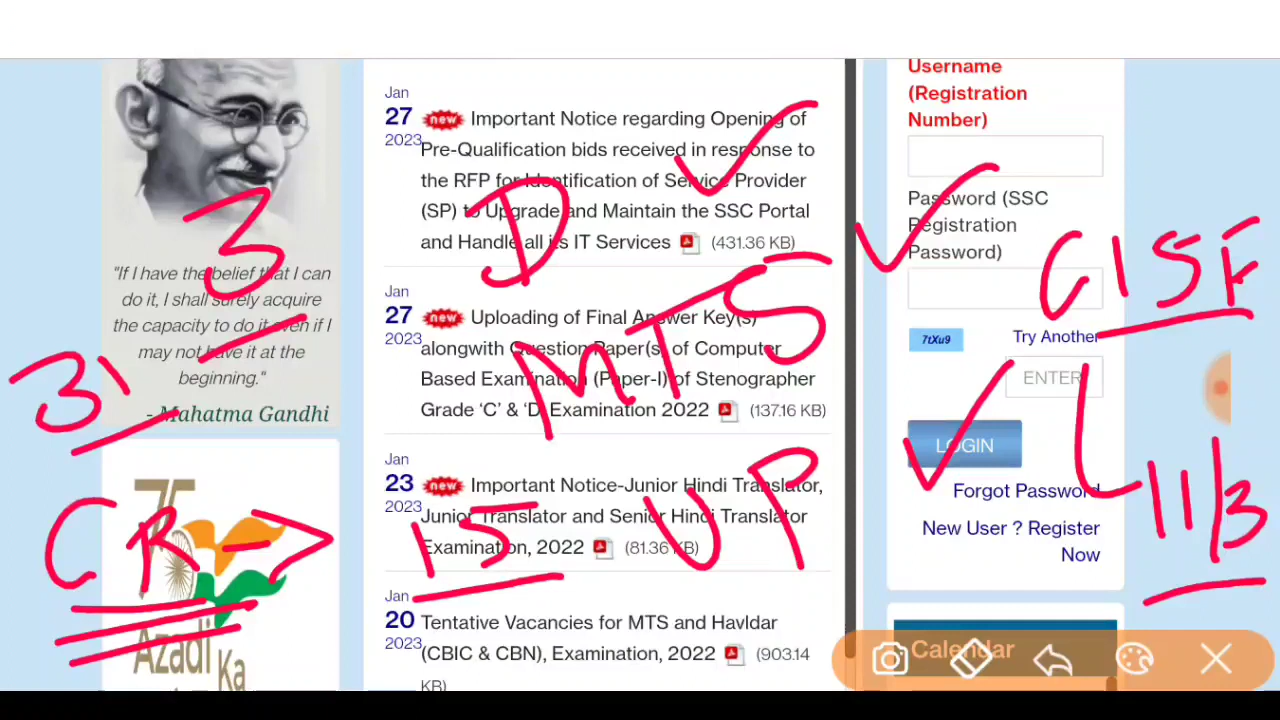 "If I have the belief that I can
do it, I shall surely acquire
the capacity to do it even if I
may not have it at the
beginning."
- Mahatma Gandhi
75
Azadi
Ka
Jan
27
2023
new Important Notice regarding Opening of
Pre-Qualification bids received in response to
the RFP for Identification of Service Provider
(SP) to Upgrade and Maintain the SSC Portal
and Handle all its IT Services (431.36 KB)
Jan
27
2023
new Uploading of Final Answer Key(s)
alongwith Question Paper(s) of Computer
Based Examination (Paper-I) of Stenographer
Grade 'C' & 'D' Examination 2022 (137.16 KB)
Jan
23
2023
new Important Notice-Junior Hindi Translator,
Junior Translator and Senior Hindi Translator
Examination, 2022 (81.36 KB)
Jan
20
2023
Tentative Vacancies for MTS and Havldar
(CBIC & CBN), Examination, 2022 (903.14
KB)
Username
(Registration
Number)
Password (SSC
Registration
Password)
7tXu9
Try Another
ENTER
LOGIN
Forgot Password
New User ? Register
Now
Calendar
3
31
CR
D
MTS
15
UP
CISF
11/3